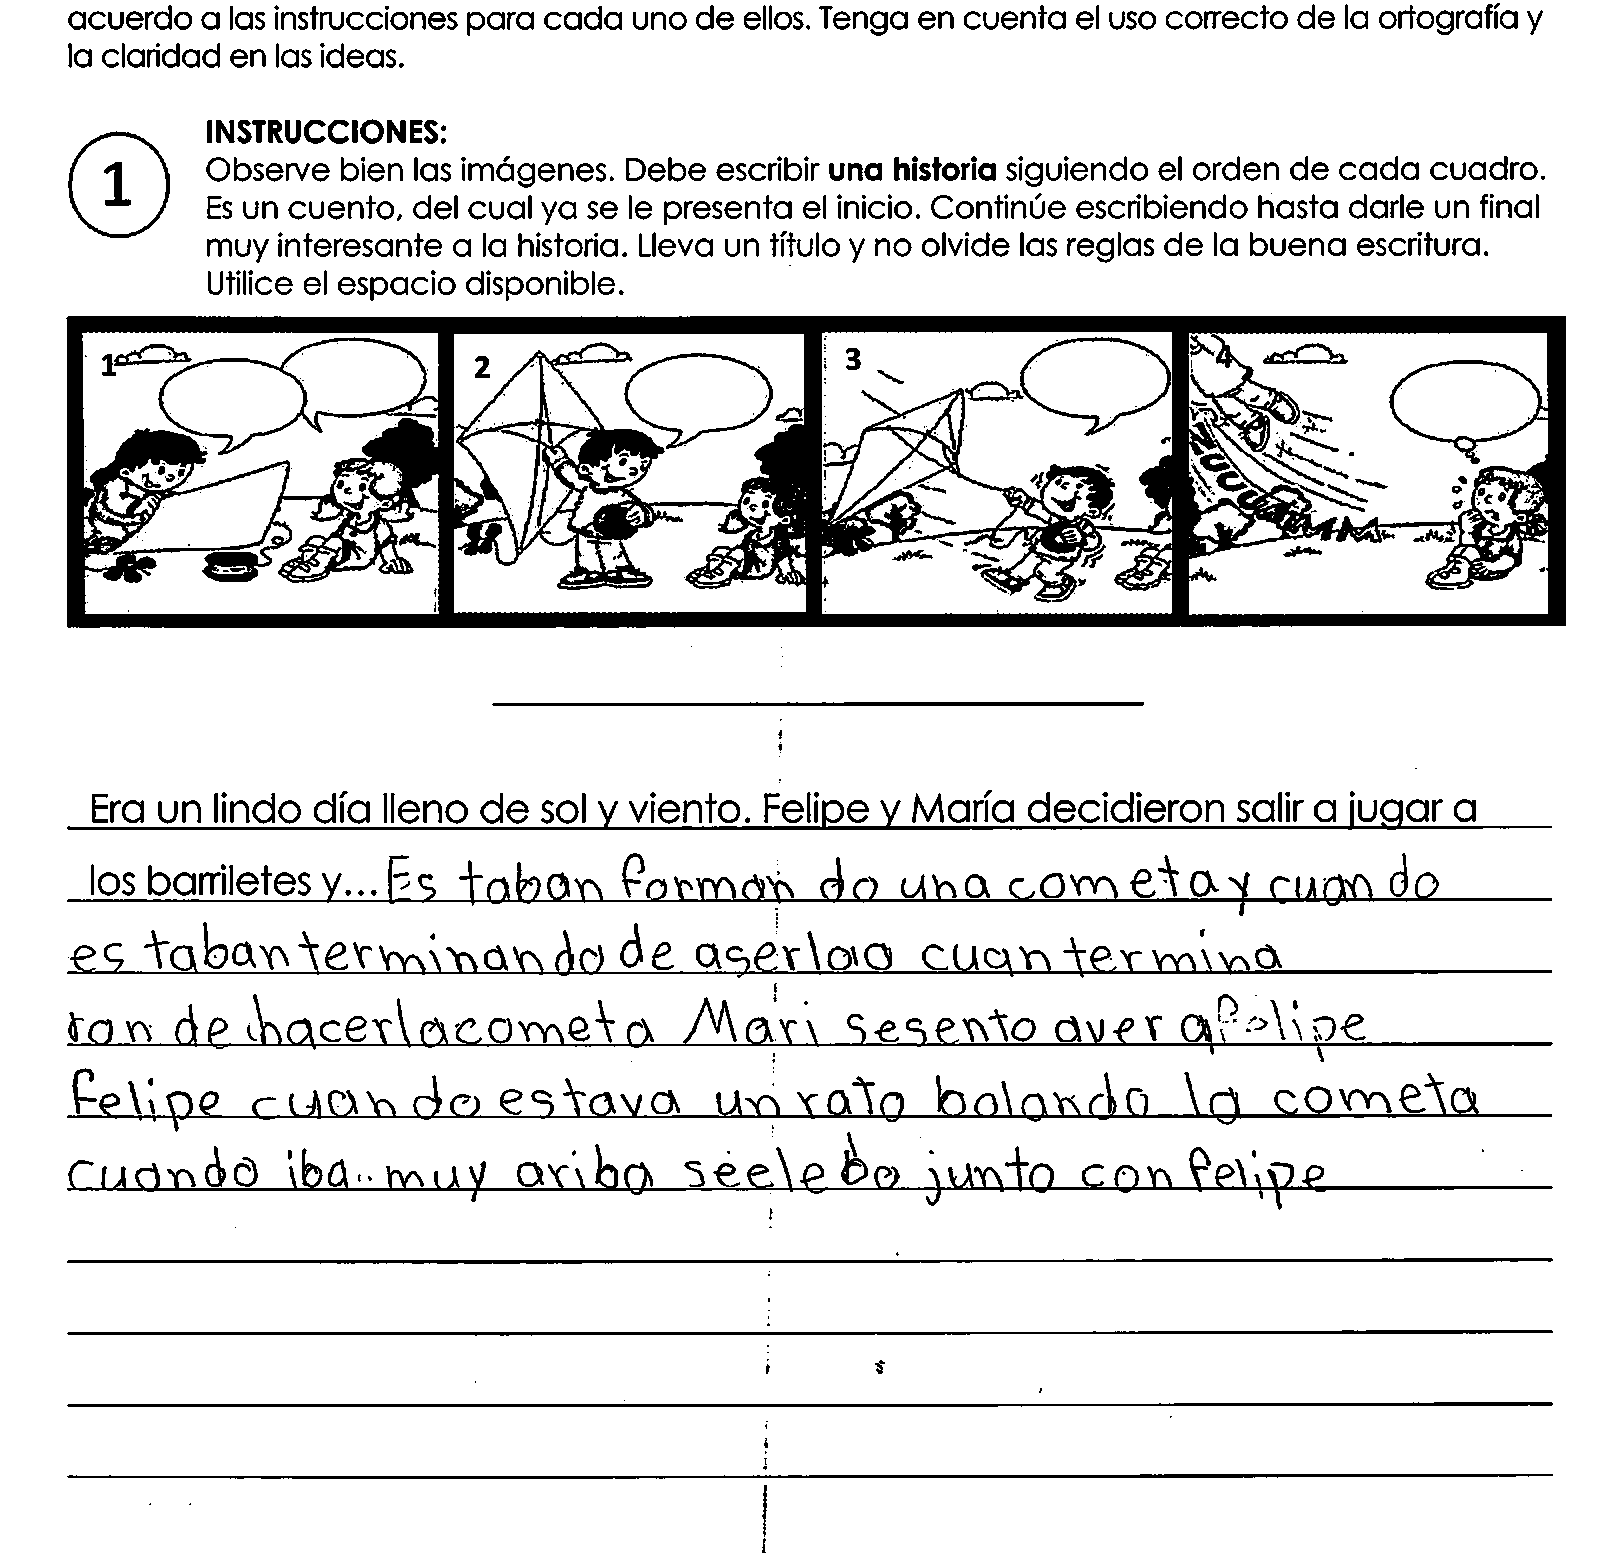 acuerdo a las instrucciones para cada uno de ellos. Tenga en cuenta el uso correcto de la ortografía y
la claridad en las ideas.
INSTRUCCIONES:
1
Observe bien las imágenes. Debe escribir una historia siguiendo el orden de cada cuadro.
Es un cuento, del cual ya se le presenta el inicio. Continúe escribiendo hasta darle un final
muy interesante a la historia. Lleva un título y no olvide las reglas de la buena escritura.
Utilice el espacio disponible.
1 2 3 4
Era un lindo día lleno de sol y viento. Felipe y María decidieron salir a jugar a
los barriletes y... Es taban forman do una cometa y cuan do
es taban terminando de aserlaa cuan termina
ron de hacerlacometa Mari sesento aver afelipe
felipe cuando estava un rato bolando la cometa
cuando iba muy ariba seelebo junto con felipe